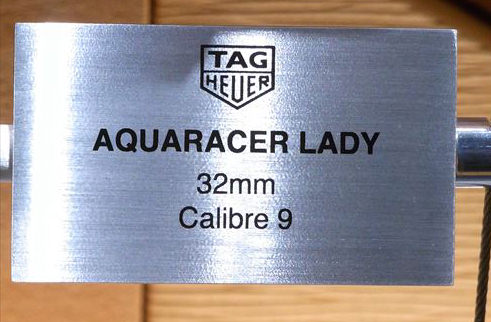 TAG
HEUER
AQUARACER LADY
32mm
Calibre 9